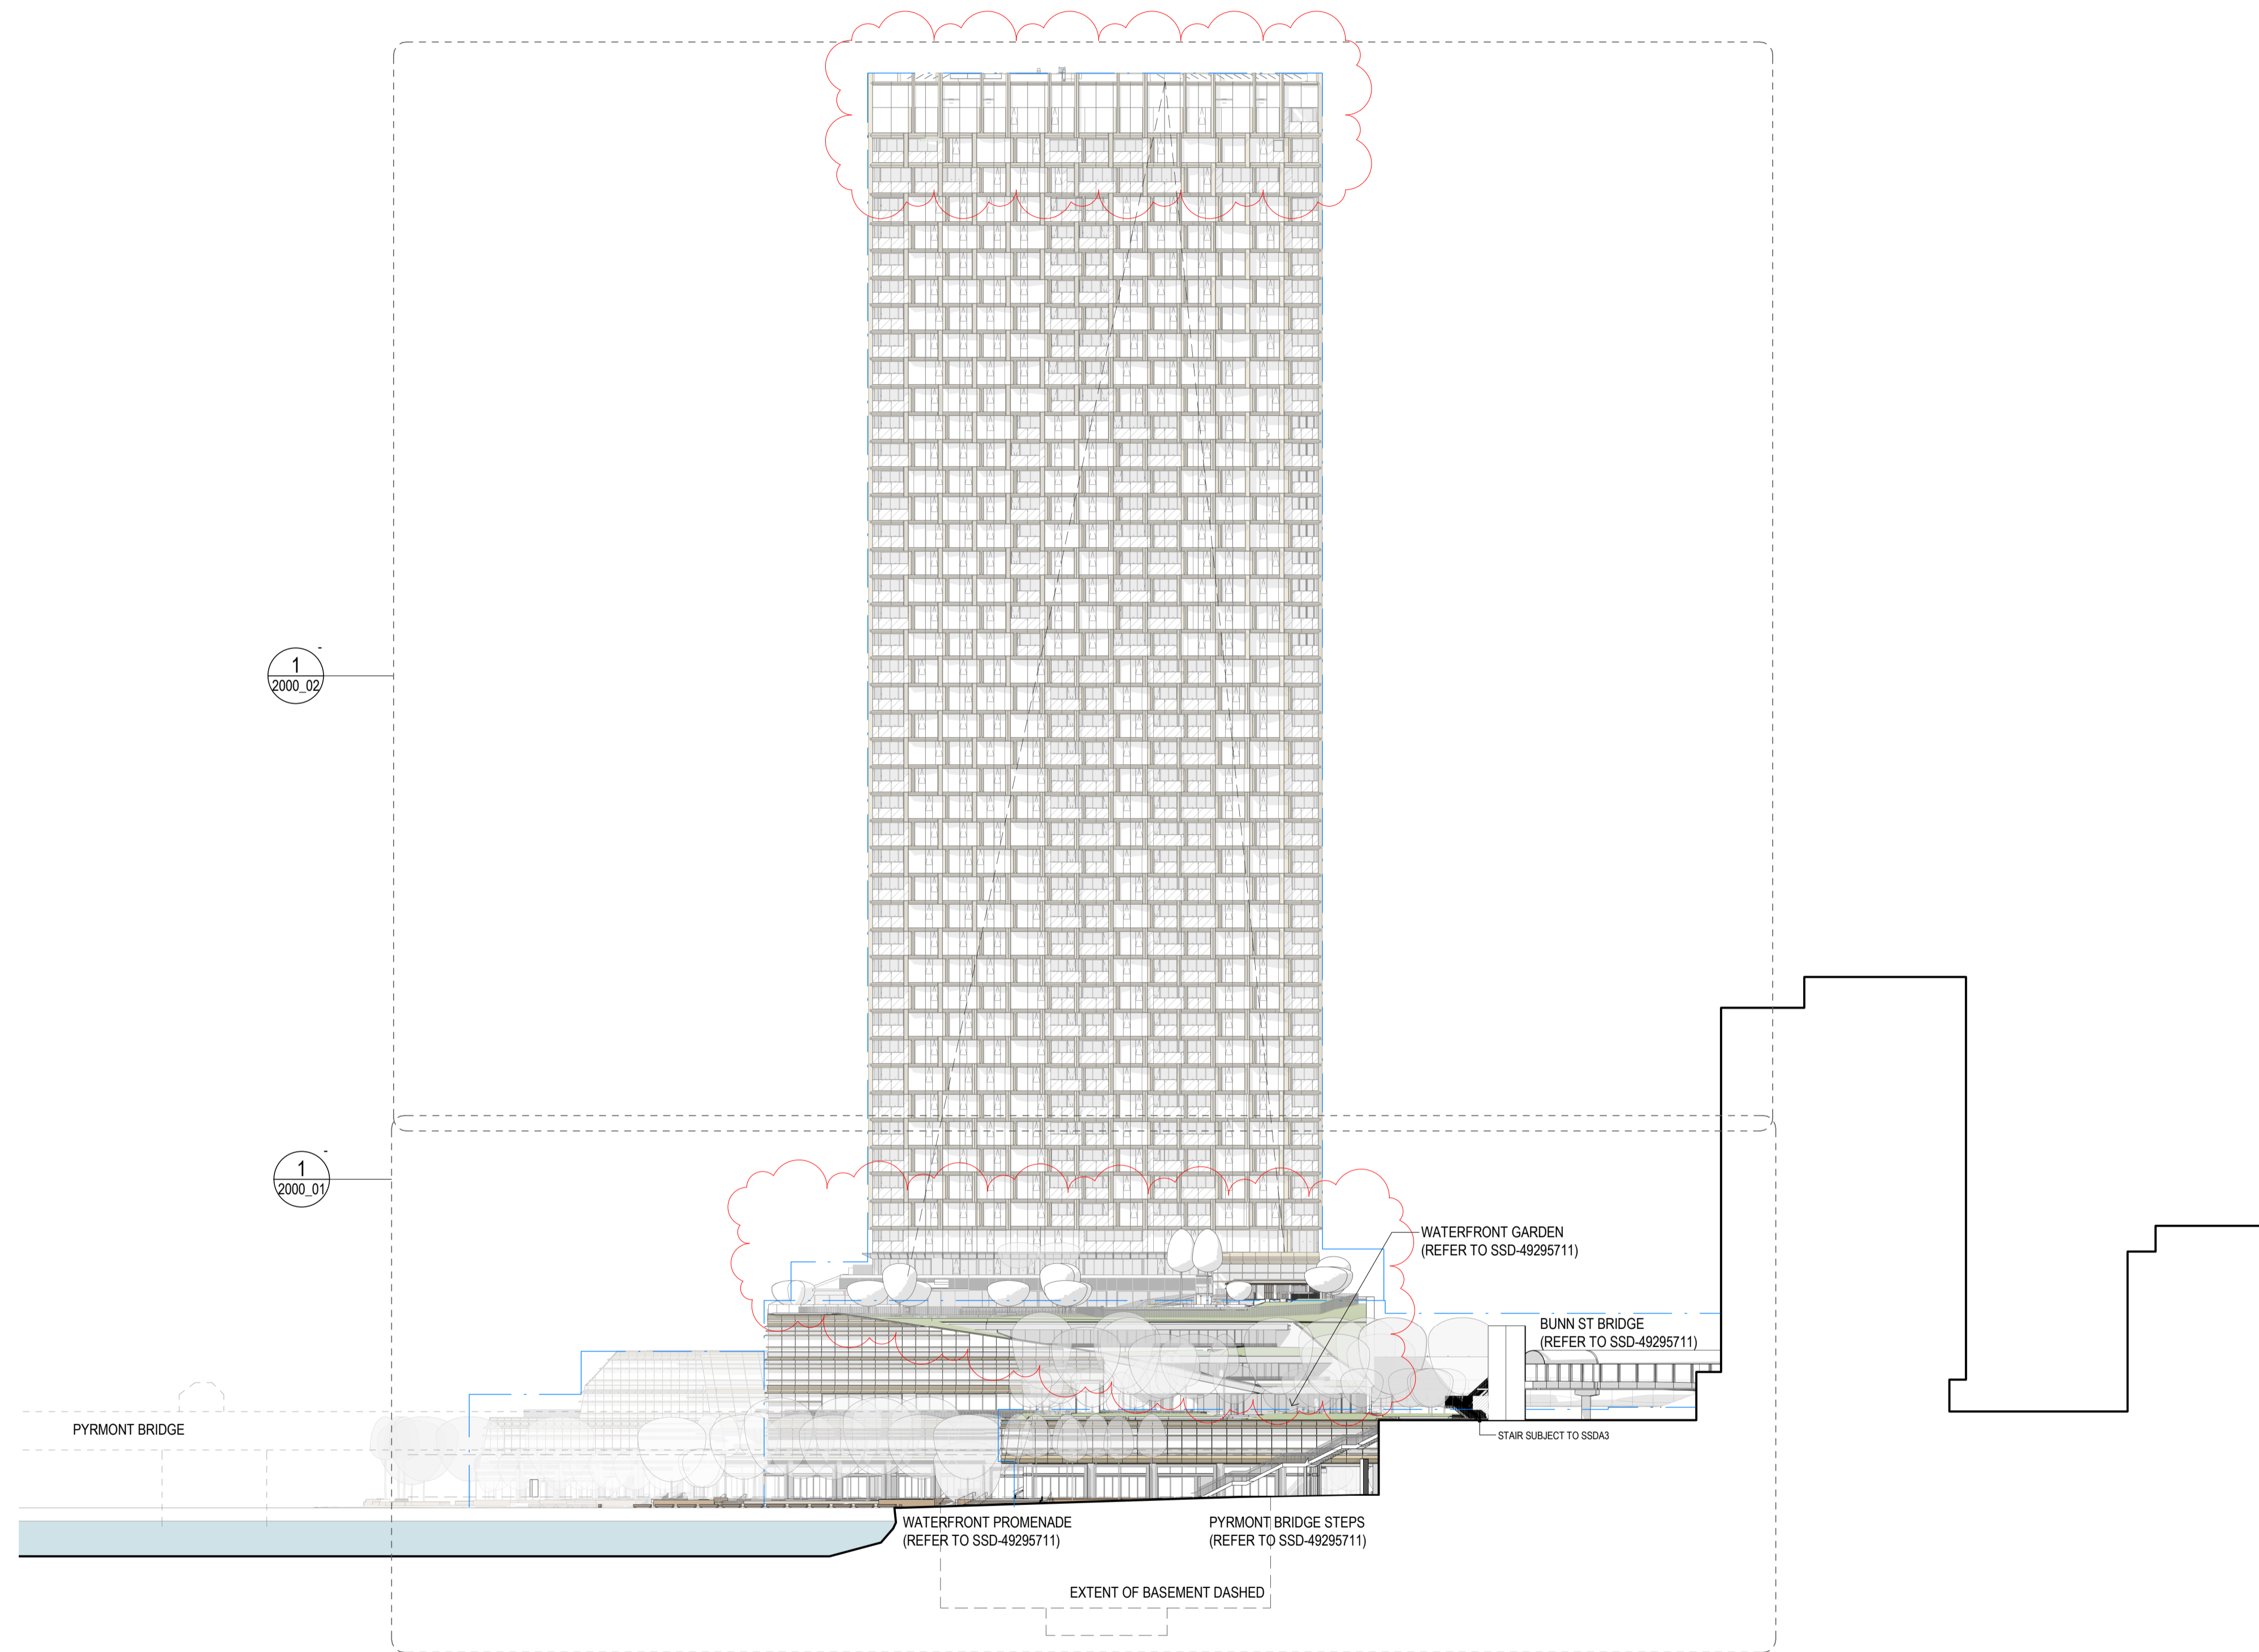 1
2000_02
1
2000_01
WATERFRONT GARDEN
(REFER TO SSD-49295711)
BUNN ST BRIDGE
(REFER TO SSD-49295711)
PYRMONT BRIDGE
STAIR SUBJECT TO SSDA3
WATERFRONT PROMENADE
(REFER TO SSD-49295711)
PYRMONT BRIDGE STEPS
(REFER TO SSD-49295711)
EXTENT OF BASEMENT DASHED